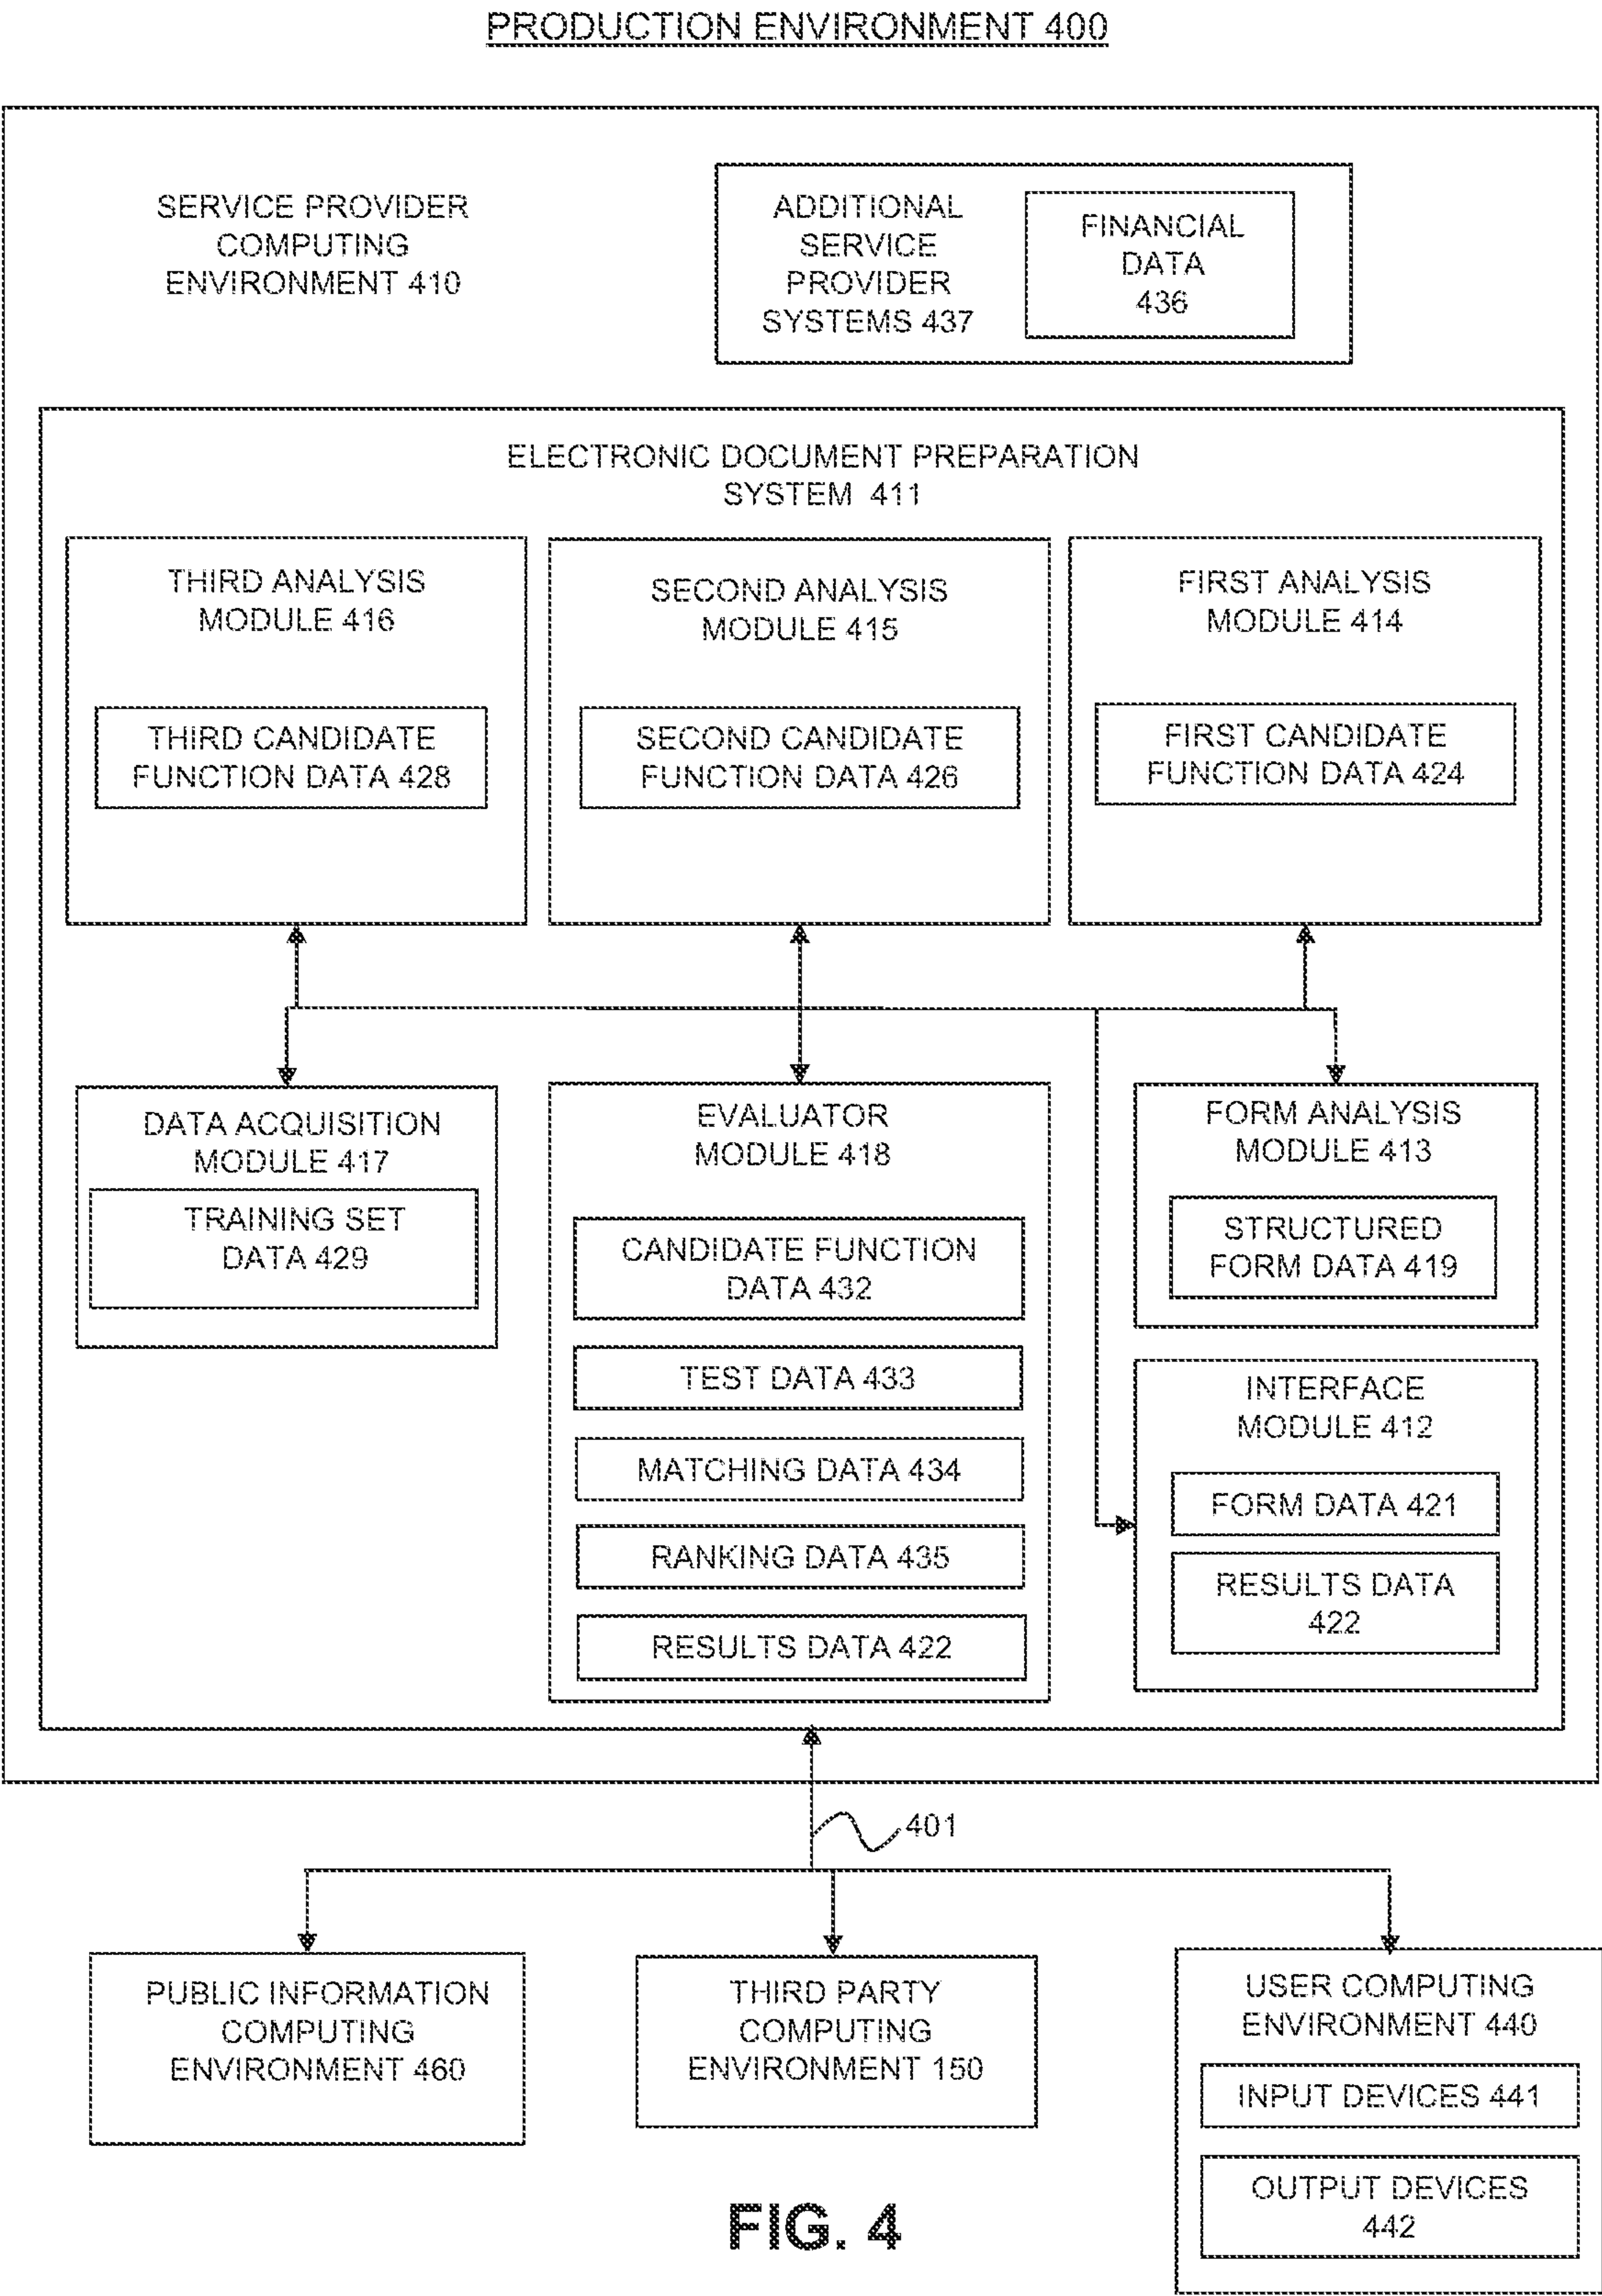 PRODUCTION ENVIRONMENT 400
SERVICE PROVIDER
COMPUTING
ENVIRONMENT 410
ADDITIONAL
SERVICE
PROVIDER
SYSTEMS 437
FINANCIAL
DATA
436
ELECTRONIC DOCUMENT PREPARATION
SYSTEM 411
THIRD ANALYSIS
MODULE 416
THIRD CANDIDATE
FUNCTION DATA 428
SECOND ANALYSIS
MODULE 415
SECOND CANDIDATE
FUNCTION DATA 426
FIRST ANALYSIS
MODULE 414
FIRST CANDIDATE
FUNCTION DATA 424
DATA ACQUISITION
MODULE 417
TRAINING SET
DATA 429
EVALUATOR
MODULE 418
CANDIDATE FUNCTION
DATA 432
TEST DATA 433
MATCHING DATA 434
RANKING DATA 435
RESULTS DATA 422
FORM ANALYSIS
MODULE 413
STRUCTURED
FORM DATA 419
INTERFACE
MODULE 412
FORM DATA 421
RESULTS DATA
422
401
PUBLIC INFORMATION
COMPUTING
ENVIRONMENT 460
THIRD PARTY
COMPUTING
ENVIRONMENT 150
USER COMPUTING
ENVIRONMENT 440
INPUT DEVICES 441
OUTPUT DEVICES
442
FIG. 4